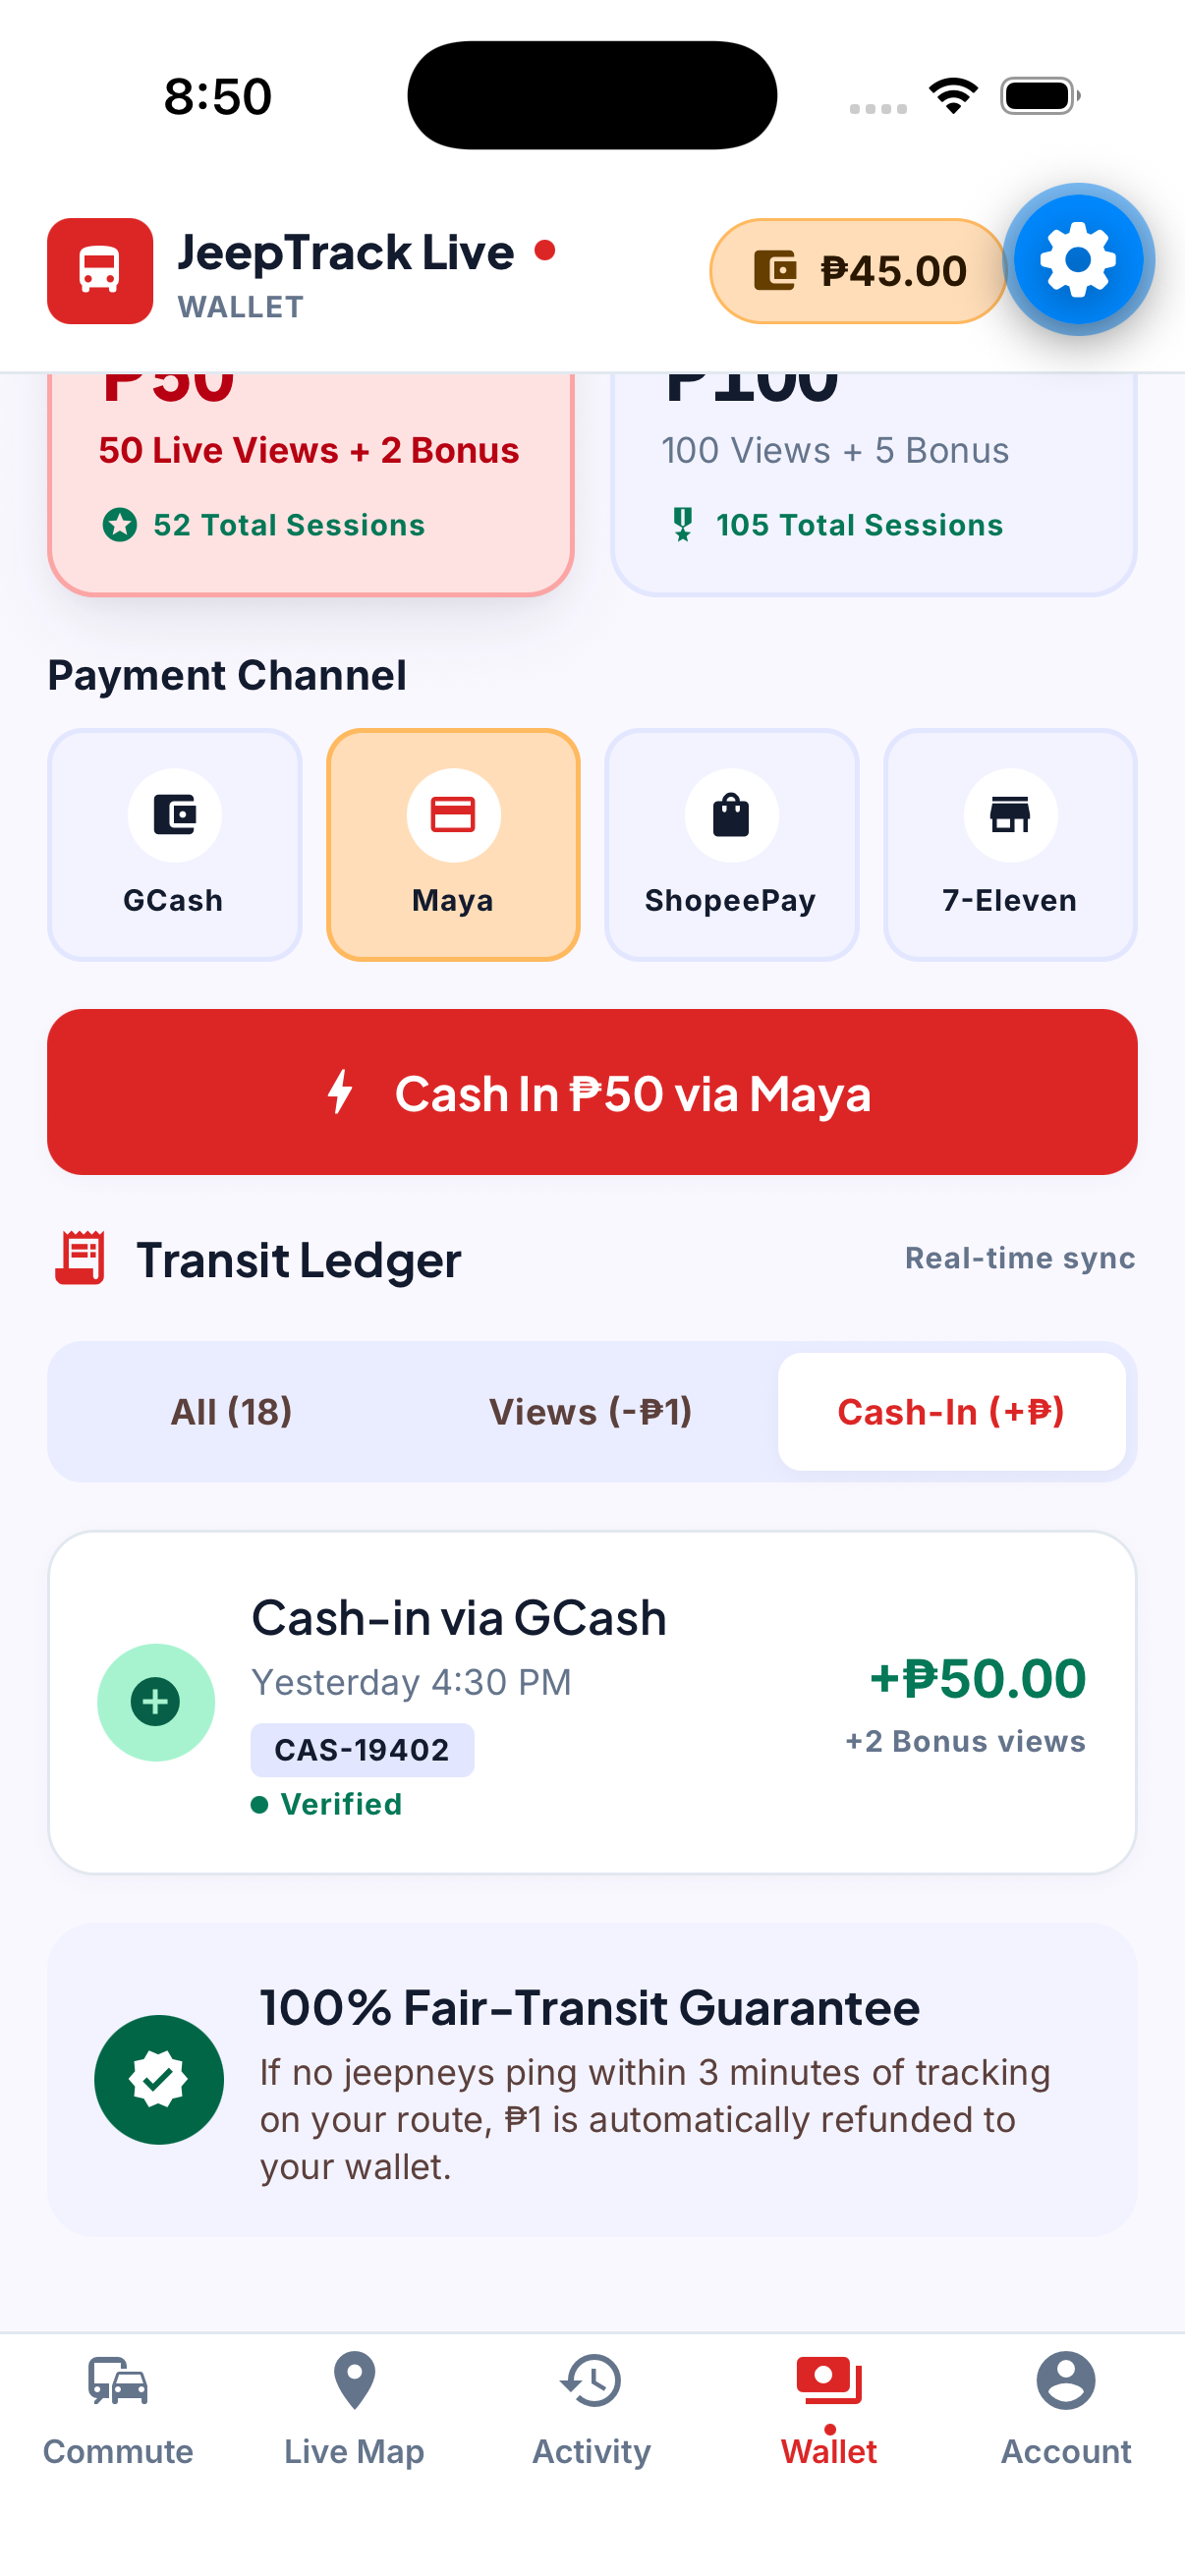 8:50
JeepTrack Live
WALLET
₱45.00
₱50
₱100
50 Live Views + 2 Bonus
100 Views + 5 Bonus
52 Total Sessions
105 Total Sessions
Payment Channel
GCash
Maya
ShopeePay
7-Eleven
Cash In ₱50 via Maya
Transit Ledger
Real-time sync
All (18)
Views (-₱1)
Cash-In (+₱)
Cash-in via GCash
Yesterday 4:30 PM
+₱50.00
CAS-19402
+2 Bonus views
Verified
100% Fair-Transit Guarantee
If no jeepneys ping within 3 minutes of tracking
on your route, ₱1 is automatically refunded to
your wallet.
Commute
Live Map
Activity
Wallet
Account